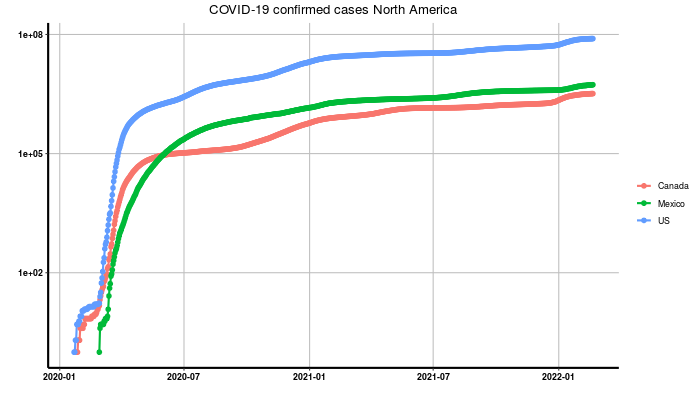 COVID-19 confirmed cases North America
1e+08
1e+05
1e+02
2020-01 2020-07 2021-01 2021-07 2022-01
Canada
Mexico
US